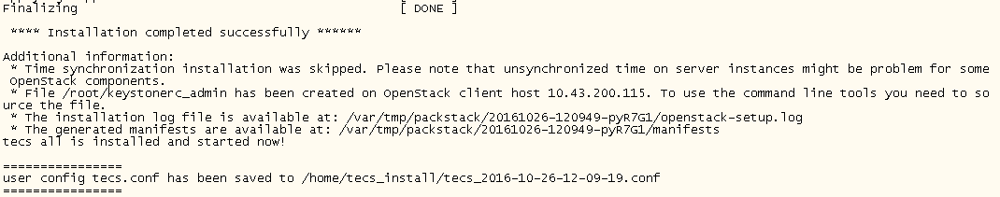 Finalizing [ DONE ]
**** Installation completed successfully ******
Additional information:
* Time synchronization installation was skipped. Please note that unsynchronized time on server instances might be problem for some
OpenStack components.
* File /root/keystonerc_admin has been created on OpenStack client host 10.43.200.115. To use the command line tools you need to so
urce the file.
* The installation log file is available at: /var/tmp/packstack/20161026-120949-pyR7G1/openstack-setup.log
* The generated manifests are available at: /var/tmp/packstack/20161026-120949-pyR7G1/manifests
tecs all is installed and started now!
================
user config tecs.conf has been saved to /home/tecs_install/tecs_2016-10-26-12-09-19.conf
================